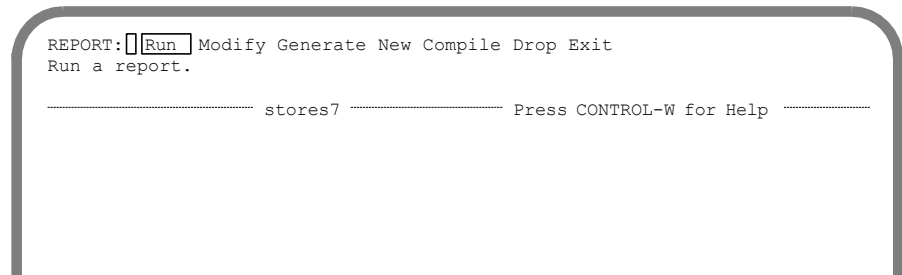 REPORT: Run Modify Generate New Compile Drop Exit
Run a report.
stores7 Press CONTROL-W for Help